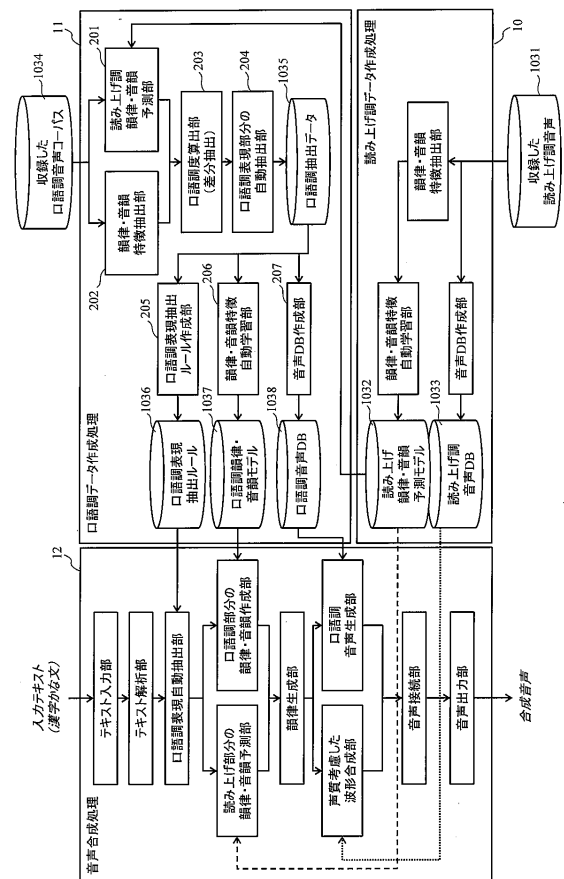 入力テキスト
(漢字かな文)
音声合成処理
12
テキスト入力部
テキスト解析部
口語調表現自動抽出部
読み上げ部分の
韻律・音韻予測部
口語調部分の
韻律・音韻作成部
韻律生成部
声質考慮した
波形合成部
口語調
音声生成部
音声接続部
音声出力部
合成音声
口語調データ作成処理
11
1034
収録した
口語調音声コーパス
201
読み上げ調
韻律・音韻
予測部
202
韻律・音韻
特徴抽出部
203
口語調度算出部
(差分抽出)
204
口語調表現部分の
自動抽出部
1035
口語調抽出データ
205
口語調表現抽出
ルール作成部
206
韻律・音韻特徴
自動学習部
207
音声DB作成部
1036
口語調表現
抽出ルール
1037
口語調韻律・
音韻モデル
1038
口語調音声DB
読み上げ調データ作成処理
10
1031
収録した
読み上げ調音声
韻律・音韻
特徴抽出部
韻律・音韻特徴
自動学習部
音声DB作成部
1032
読み上げ
韻律・音韻
予測モデル
1033
読み上げ調
音声DB